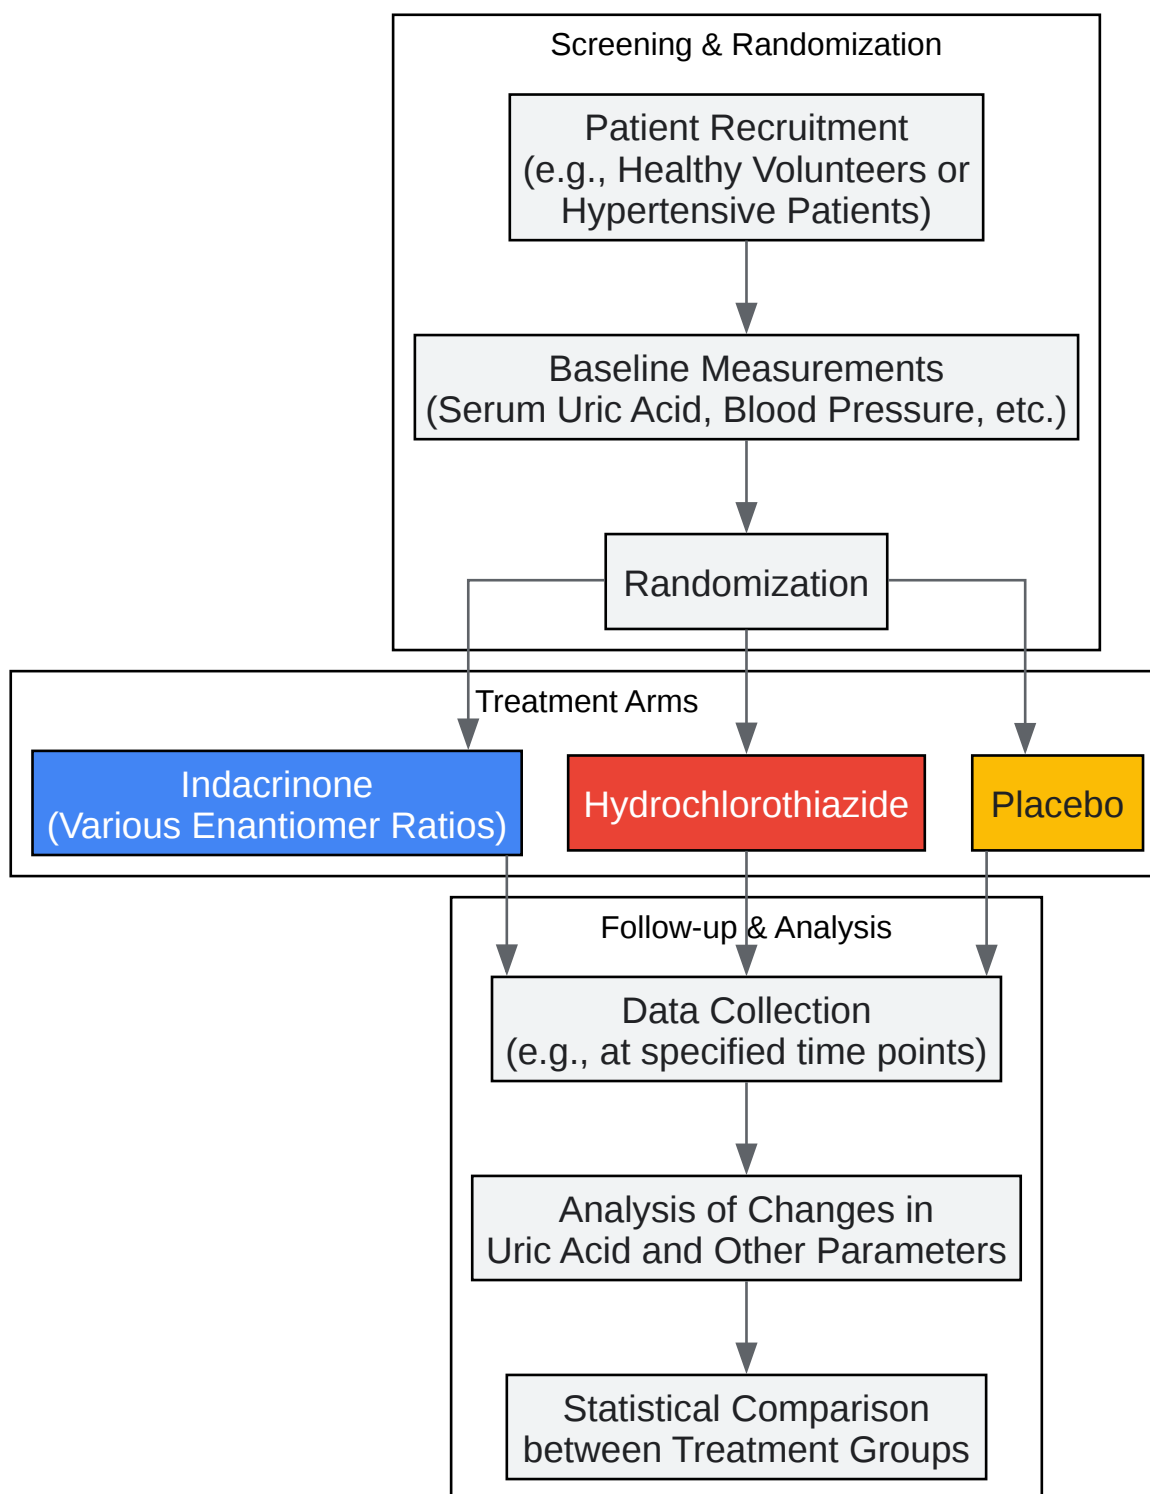 Screening & Randomization
Patient Recruitment
(e.g., Healthy Volunteers or
Hypertensive Patients)
Baseline Measurements
(Serum Uric Acid, Blood Pressure, etc.)
Randomization
Treatment Arms
Indacrinone
(Various Enantiomer Ratios)
Hydrochlorothiazide
Placebo
Follow-up & Analysis
Data Collection
(e.g., at specified time points)
Analysis of Changes in
Uric Acid and Other Parameters
Statistical Comparison
between Treatment Groups